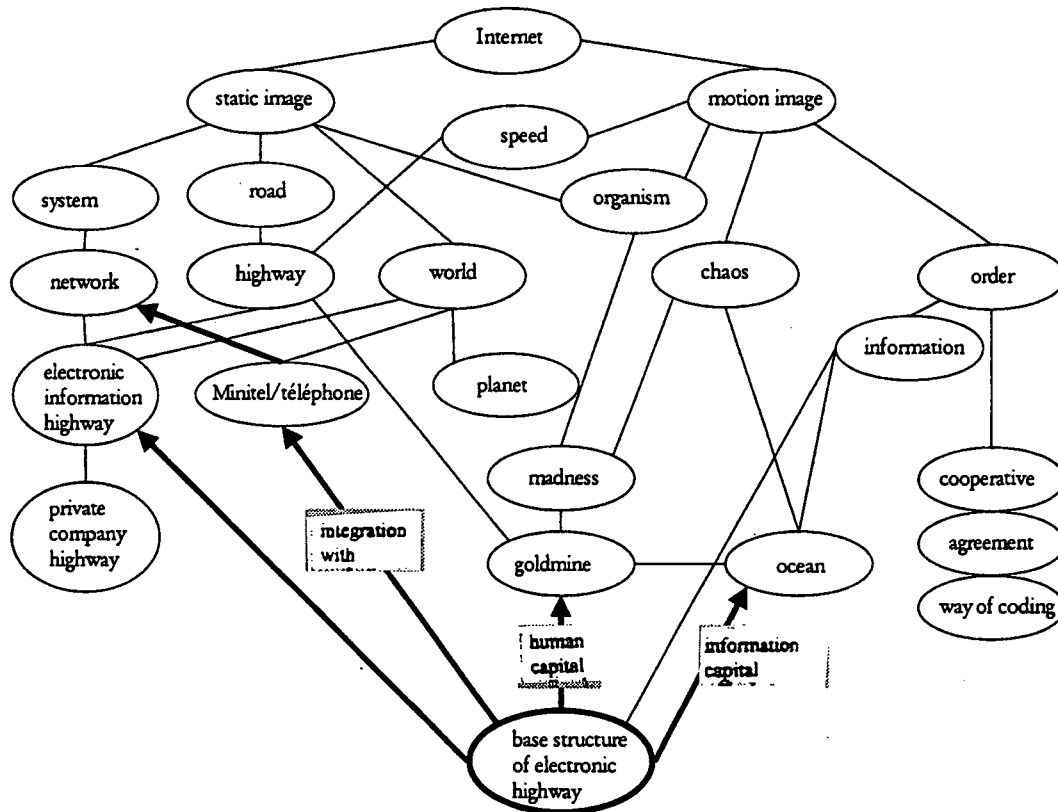 Internet
static image
motion image
speed
system
road
organism
network
highway
world
chaos
order
information
electronic
information
highway
Minitel/téléphone
planet
madness
cooperative
private
company
highway
integration
with
goldmine
ocean
agreement
way of coding
human
capital
information
capital
base structure
of electronic
highway